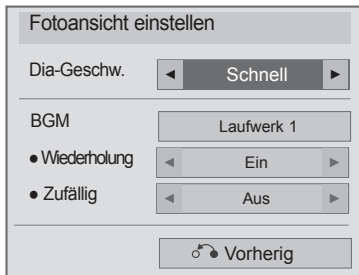 Fotoansicht einstellen
Dia-Geschw. ◄ Schnell ►
BGM Laufwerk 1
● Wiederholung ◄ Ein ►
● Zufällig ◄ Aus ►
Vorherig